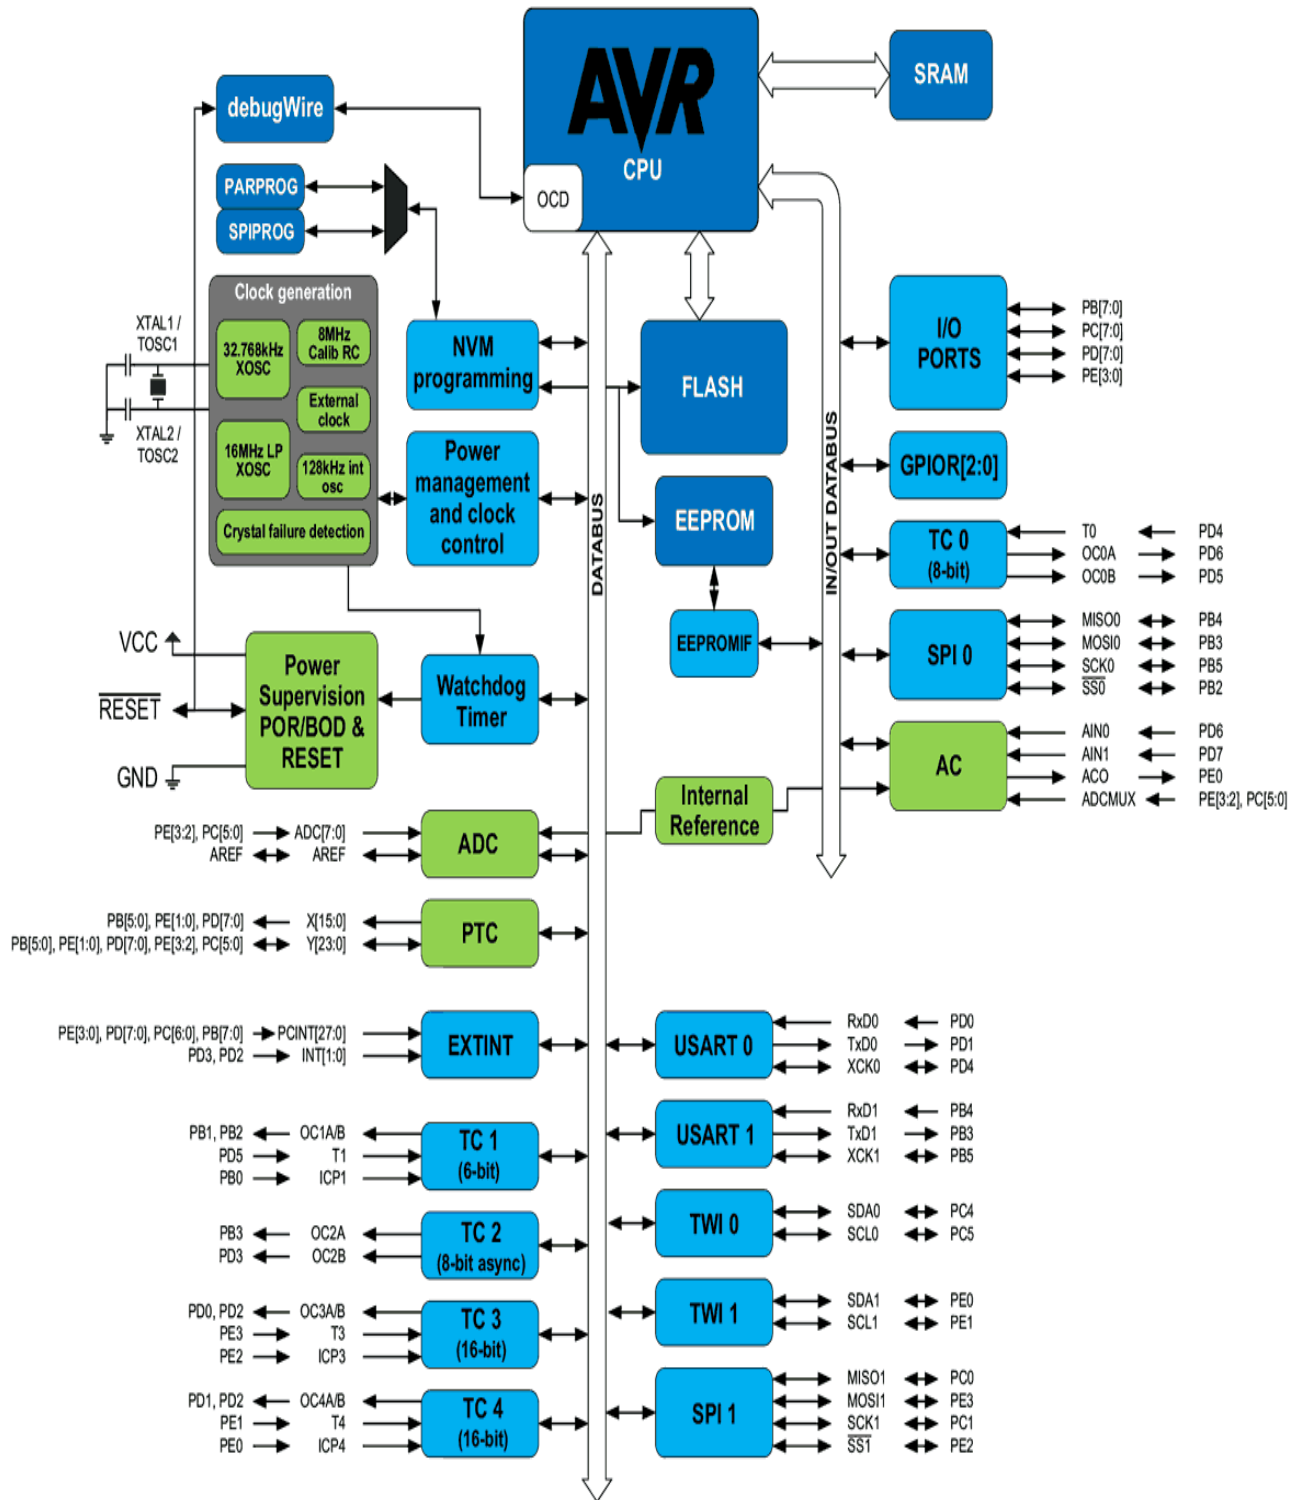 AVR
CPU
OCD
SRAM
debugWire
PARPROG
SPIPROG
Clock generation
XTAL1 /
TOSC1
32.768kHz
XOSC
8MHz
Calib RC
External
clock
XTAL2 /
TOSC2
16MHz LP
XOSC
128kHz int
osc
Crystal failure detection
NVM
programming
Power
management
and clock
control
FLASH
EEPROM
EEPROMIF
DATABUS
IN/OUT DATABUS
I/O
PORTS
PB[7:0]
PC[7:0]
PD[7:0]
PE[3:0]
GPIOR[2:0]
TC 0
(8-bit)
T0 PD4
OC0A PD6
OC0B PD5
SPI 0
MISO0 PB4
MOSI0 PB3
SCK0 PB5
SS0 PB2
AC
AIN0 PD6
AIN1 PD7
ACO PE0
ADCMUX PE[3:2], PC[5:0]
VCC
RESET
GND
Power
Supervision
POR/BOD &
RESET
Watchdog
Timer
Internal
Reference
PE[3:2], PC[5:0] ADC[7:0]
AREF AREF
ADC
PB[5:0], PE[1:0], PD[7:0] X[15:0]
PB[5:0], PE[1:0], PD[7:0], PE[3:2], PC[5:0] Y[23:0]
PTC
PE[3:0], PD[7:0], PC[6:0], PB[7:0] PCINT[27:0]
PD3, PD2 INT[1:0]
EXTINT
PB1, PB2 OC1A/B
PD5 T1
PB0 ICP1
TC 1
(6-bit)
PB3 OC2A
PD3 OC2B
TC 2
(8-bit async)
PD0, PD2 OC3A/B
PE3 T3
PE2 ICP3
TC 3
(16-bit)
PD1, PD2 OC4A/B
PE1 T4
PE0 ICP4
TC 4
(16-bit)
USART 0
RxD0 PD0
TxD0 PD1
XCK0 PD4
USART 1
RxD1 PB4
TxD1 PB3
XCK1 PB5
TWI 0
SDA0 PC4
SCL0 PC5
TWI 1
SDA1 PE0
SCL1 PE1
SPI 1
MISO1 PC0
MOSI1 PE3
SCK1 PC1
SS1 PE2